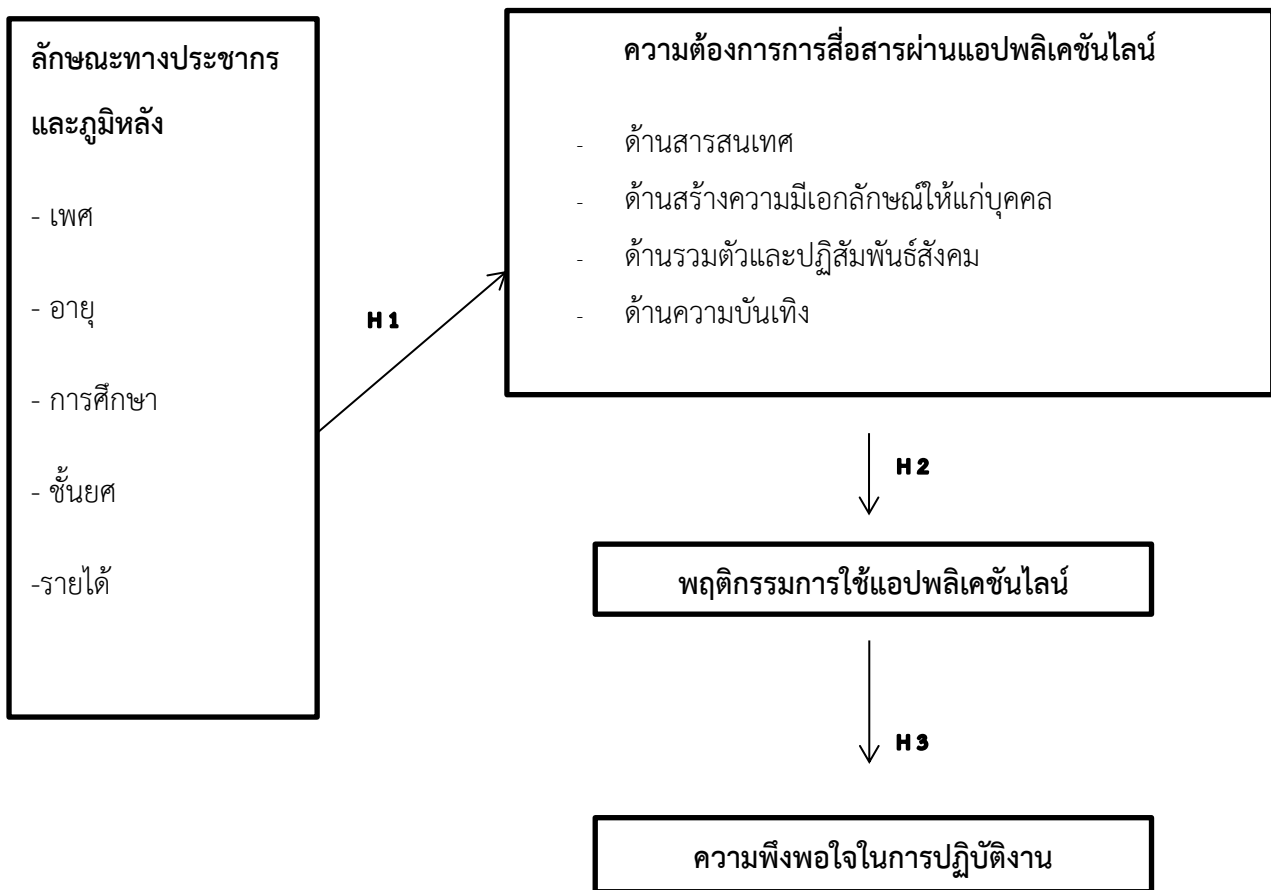 ลักษณะทางประชากร
และภูมิหลัง
- เพศ
- อายุ
- การศึกษา
- ชั้นยศ
-รายได้
H 1
ความต้องการการสื่อสารผ่านแอปพลิเคชันไลน์
- ด้านสารสนเทศ
- ด้านสร้างความมีเอกลักษณ์ให้แก่บุคคล
- ด้านรวมตัวและปฏิสัมพันธ์สังคม
- ด้านความบันเทิง
H 2
พฤติกรรมการใช้แอปพลิเคชันไลน์
H 3
ความพึงพอใจในการปฏิบัติงาน